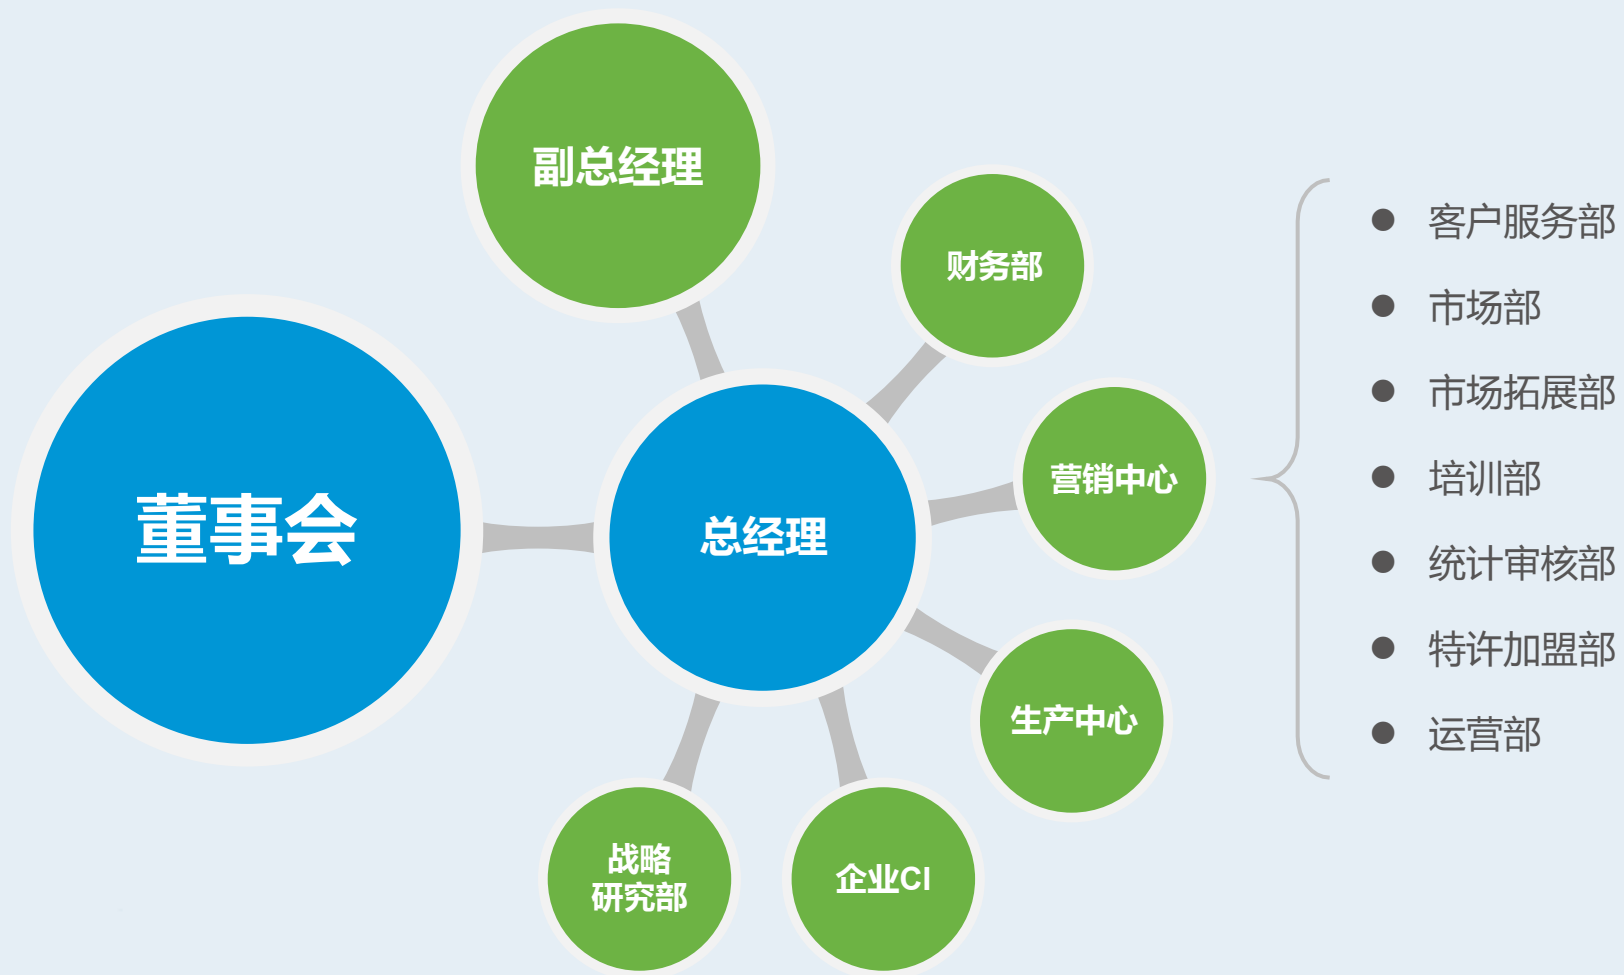 副总经理
财务部
营销中心
董事会
总经理
生产中心
战略
研究部
企业CI
客户服务部
市场部
市场拓展部
培训部
统计审核部
特许加盟部
运营部